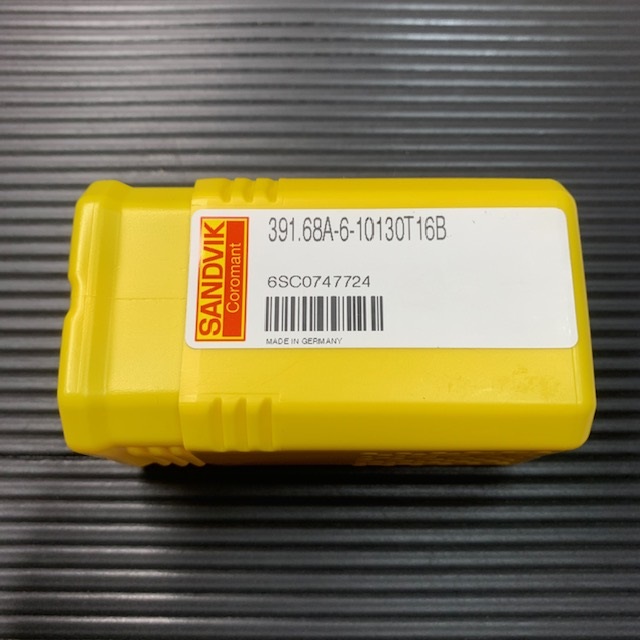 SANDVIK
Coromant
391.68A-6-10130T16B
6SC0747724
MADE IN GERMANY